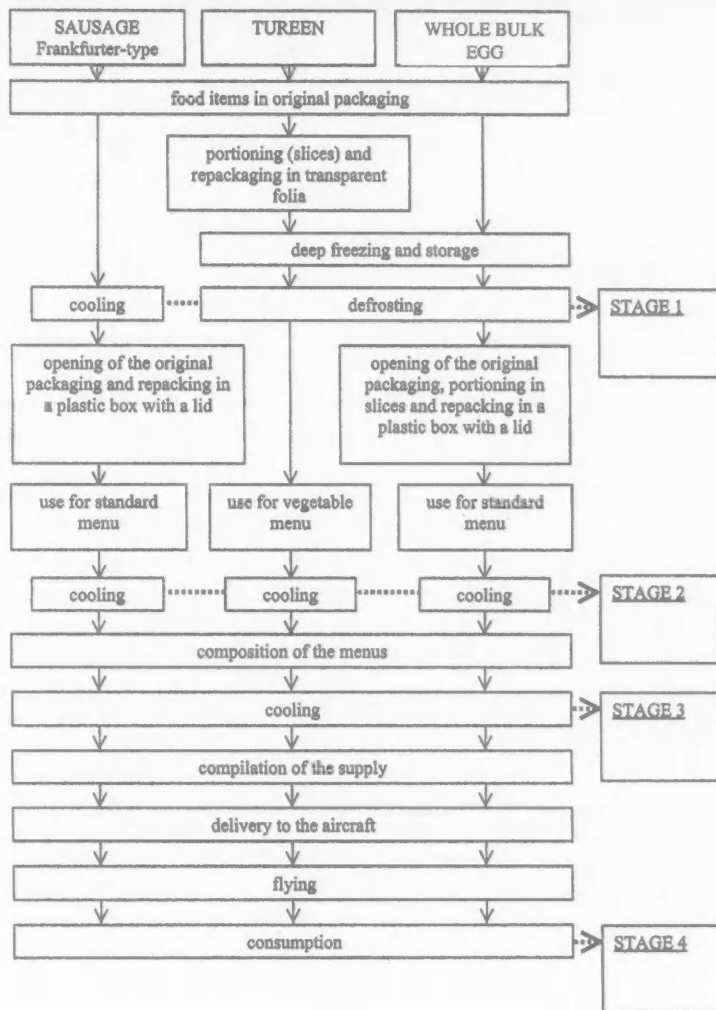 SAUSAGE
Frankfurter-type
TUREEN
WHOLE BULK
EGG
food items in original packaging
portioning (slices) and
repackaging in transparent
folia
deep freezing and storage
cooling
defrosting
STAGE 1
opening of the original
packaging and repacking in
a plastic box with a lid
opening of the original
packaging, portioning in
slices and repacking in a
plastic box with a lid
use for standard
menu
use for vegetable
menu
use for standard
menu
cooling
cooling
cooling
STAGE 2
composition of the menus
cooling
STAGE 3
compilation of the supply
delivery to the aircraft
flying
consumption
STAGE 4